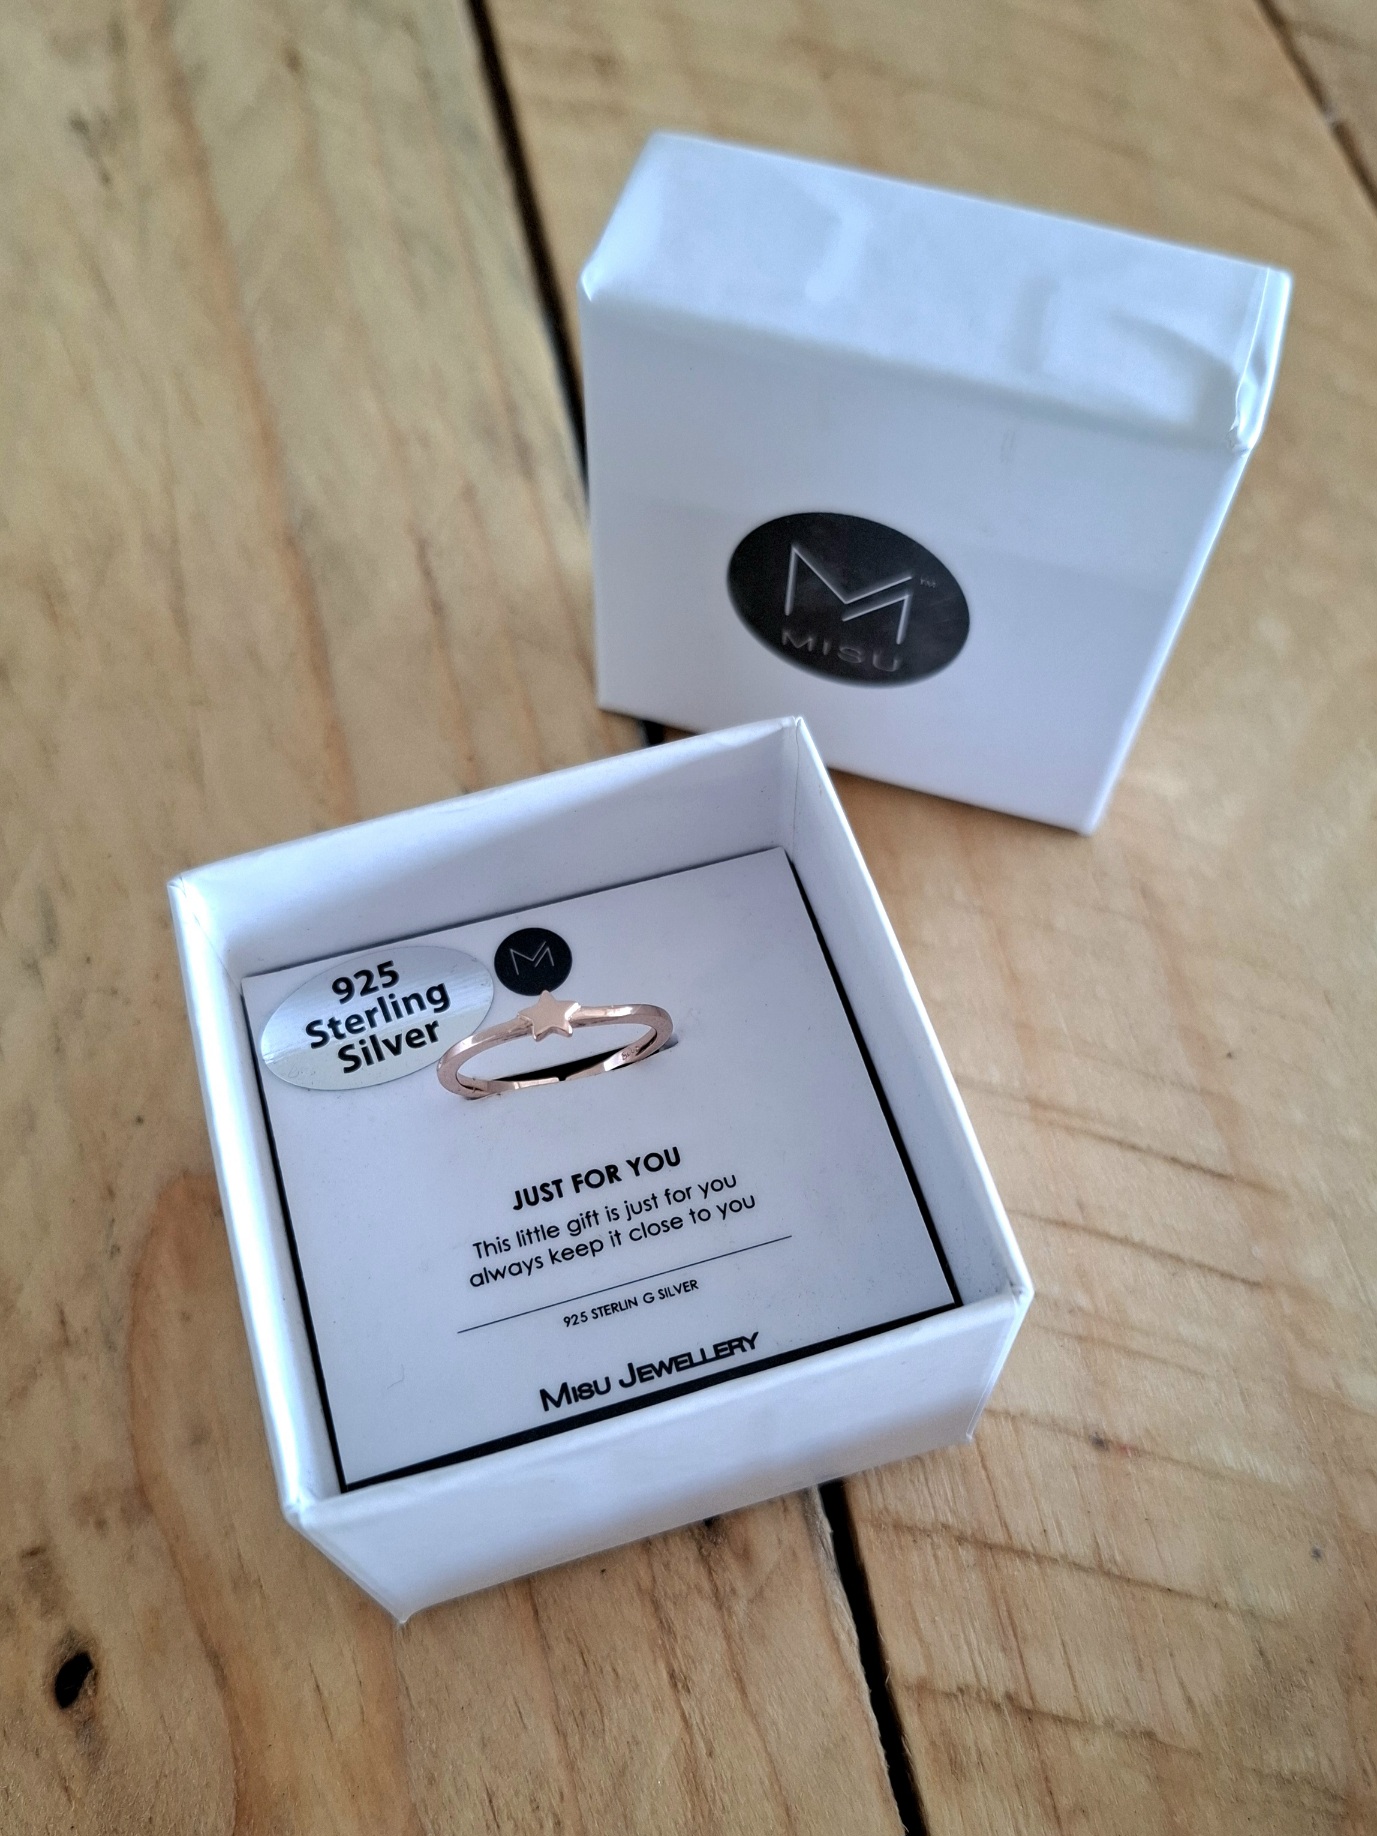 M
MISU
925
Sterling
Silver
M
JUST FOR YOU
This little gift is just for you
always keep it close to you
925 STERLIN G SILVER
MISU JEWELLERY